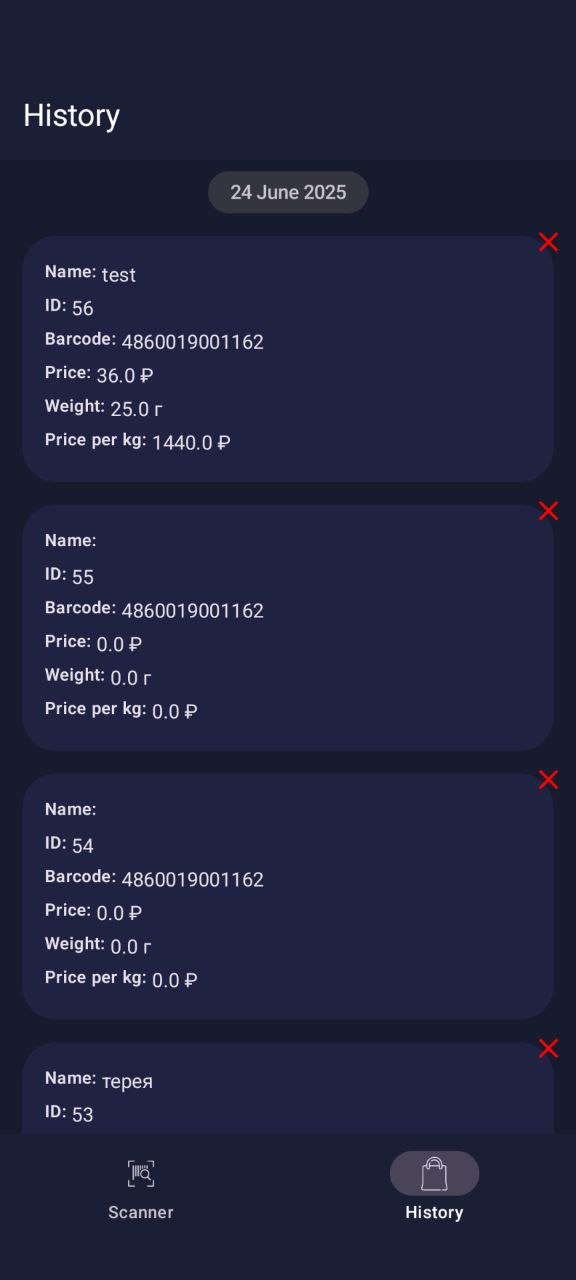 History
24 June 2025
Name: test
ID: 56
Barcode: 4860019001162
Price: 36.0 ₽
Weight: 25.0 г
Price per kg: 1440.0 ₽
Name:
ID: 55
Barcode: 4860019001162
Price: 0.0 ₽
Weight: 0.0 г
Price per kg: 0.0 ₽
Name:
ID: 54
Barcode: 4860019001162
Price: 0.0 ₽
Weight: 0.0 г
Price per kg: 0.0 ₽
Name: терея
ID: 53
Scanner
History